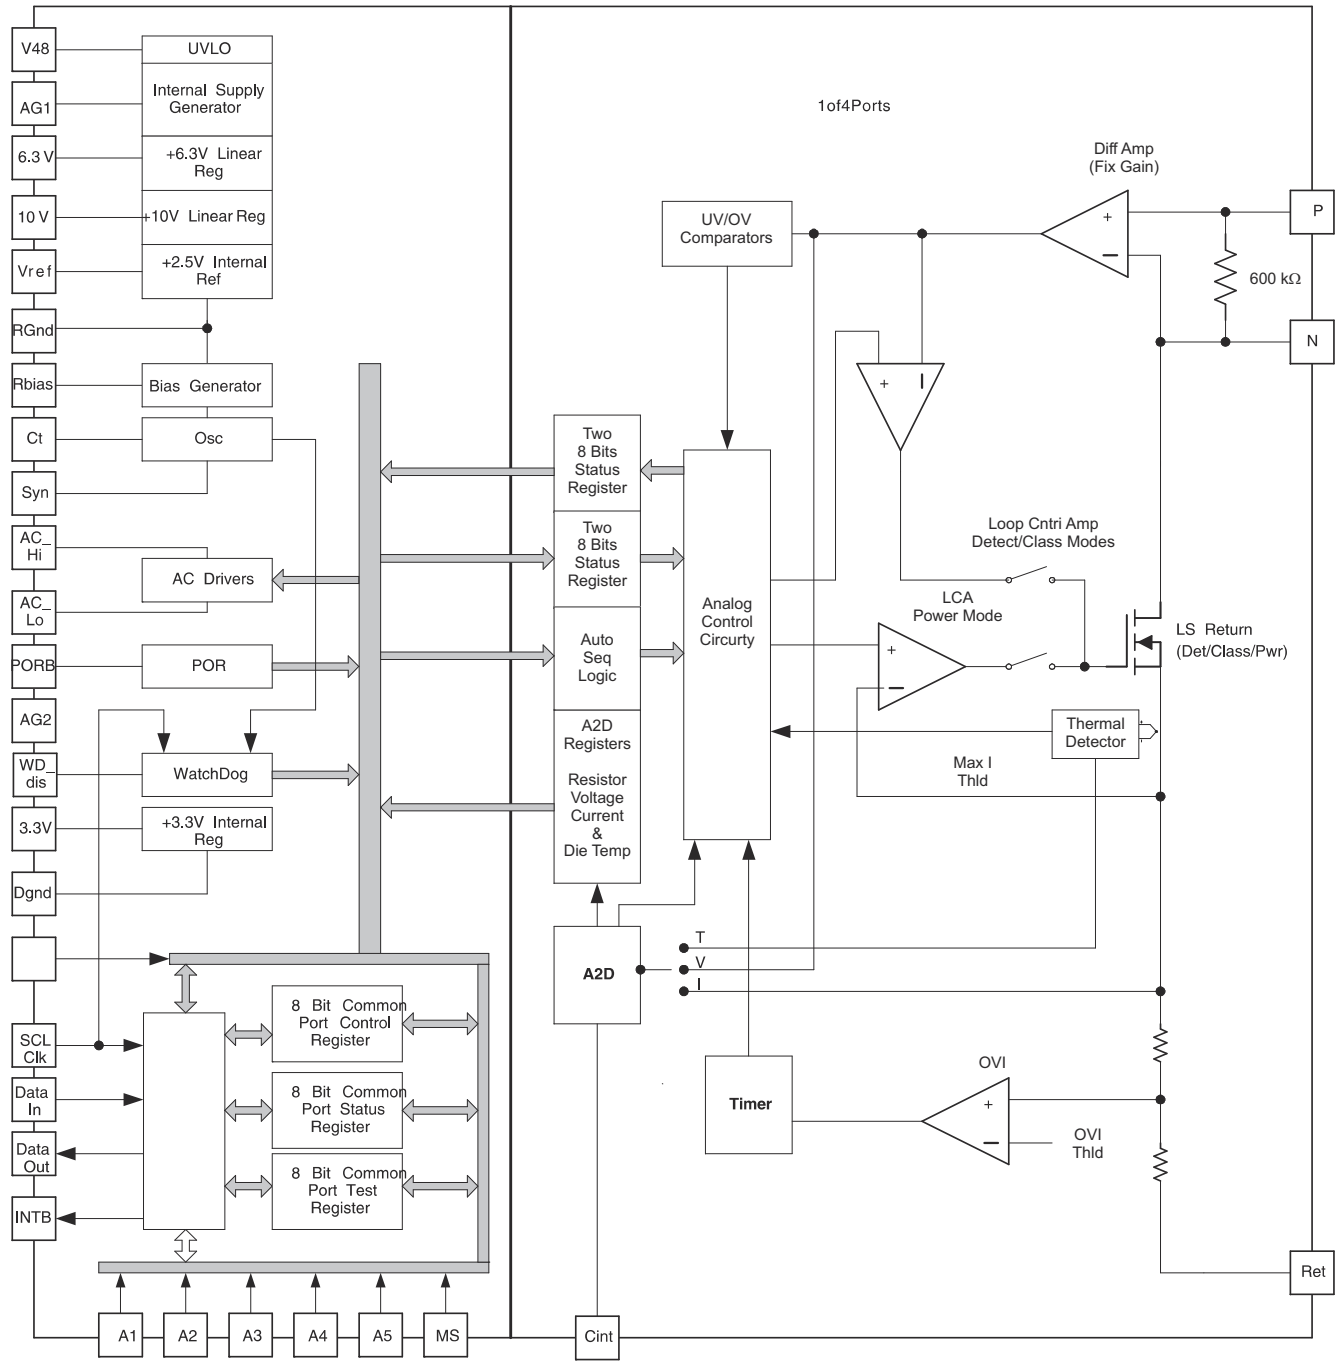 V48
UVLO
AG1
Internal Supply
Generator
6.3 V
+6.3V Linear
Reg
10 V
+10V Linear Reg
Vref
+2.5V Internal
Ref
RGnd
Rbias
Bias Generator
Ct
Osc
Syn
AC_
Hi
AC Drivers
AC_
Lo
PORB
POR
AG2
WD_
dis
WatchDog
3.3V
+3.3V Internal
Reg
Dgnd
SCL
Clk
Data
In
Data
Out
INTB
8 Bit Common
Port Control
Register
8 Bit Common
Port Status
Register
8 Bit Common
Port Test
Register
A1
A2
A3
A4
A5
MS
1of4Ports
Diff Amp
(Fix Gain)
+
−
P
600 kΩ
N
UV/OV
Comparators
+
−
Two
8 Bits
Status
Register
Two
8 Bits
Status
Register
Auto
Seq
Logic
A2D
Registers
Resistor
Voltage
Current
&
Die Temp
Analog
Control
Circurty
Loop Cntri Amp
Detect/Class Modes
LCA
Power Mode
+
−
LS Return
(Det/Class/Pwr)
Thermal
Detector
Max I
Thld
A2D
T
V
I
Timer
OVI
+
−
OVI
Thld
Ret
Cint